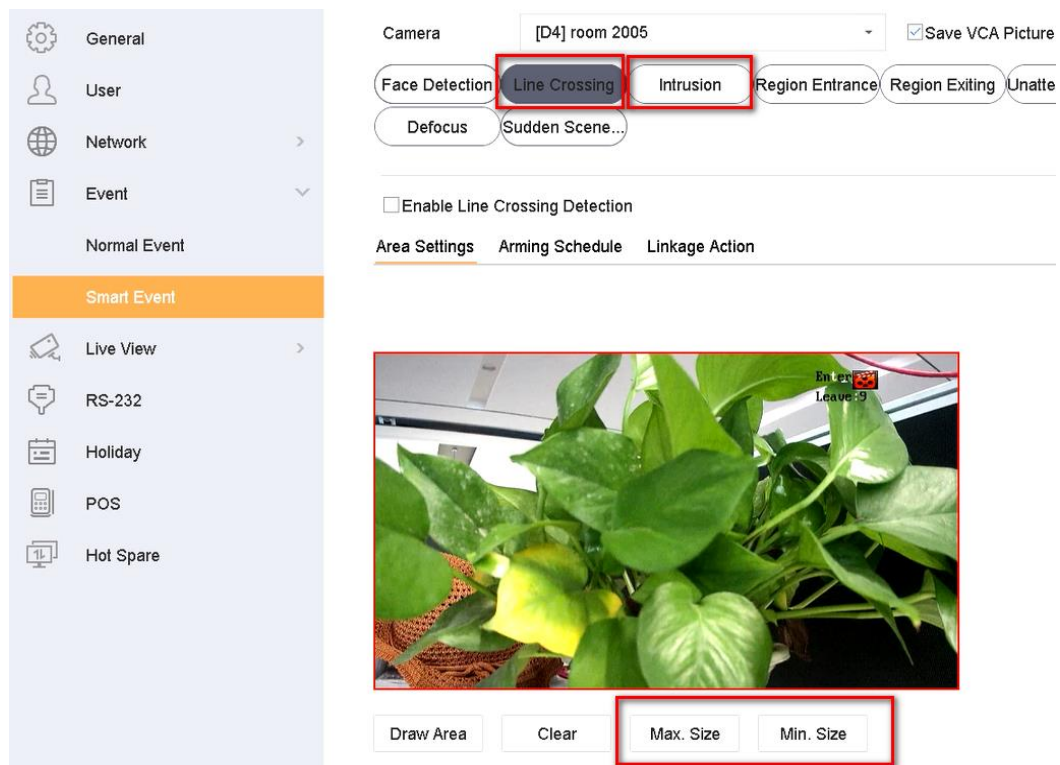 General
User
Network
Event
Normal Event
Smart Event
Live View
RS-232
Holiday
POS
Hot Spare
Camera [D4] room 2005 Save VCA Picture
Face Detection Line Crossing Intrusion Region Entrance Region Exiting Unatte
Defocus Sudden Scene...
Enable Line Crossing Detection
Area Settings Arming Schedule Linkage Action
Enter
Leave:9
Draw Area Clear Max. Size Min. Size